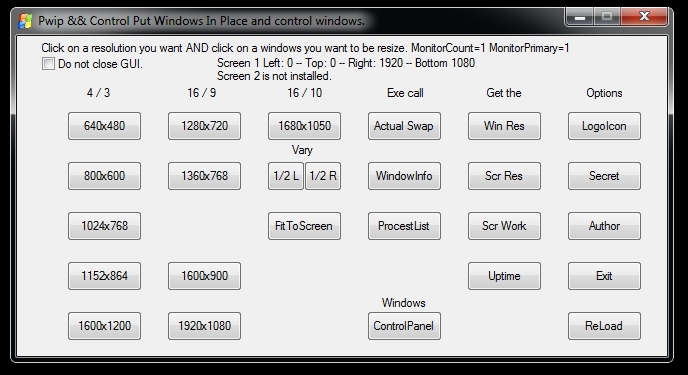 Pwip && Control Put Windows In Place and control windows.
Click on a resolution you want AND click on a windows you want to be resize. MonitorCount=1 MonitorPrimary=1
Do not close GUI. Screen 1 Left: 0 -- Top: 0 -- Right: 1920 -- Bottom 1080
Screen 2 is not installed.
4 / 3 16 / 9 16 / 10 Exe call Get the Options
640x480 1280x720 1680x1050 Actual Swap Win Res LogoIcon
Vary
800x600 1360x768 1/2 L 1/2 R WindowInfo Scr Res Secret
1024x768 FitToScreen ProcestList Scr Work Author
1152x864 1600x900 Uptime Exit
Windows
1600x1200 1920x1080 ControlPanel ReLoad